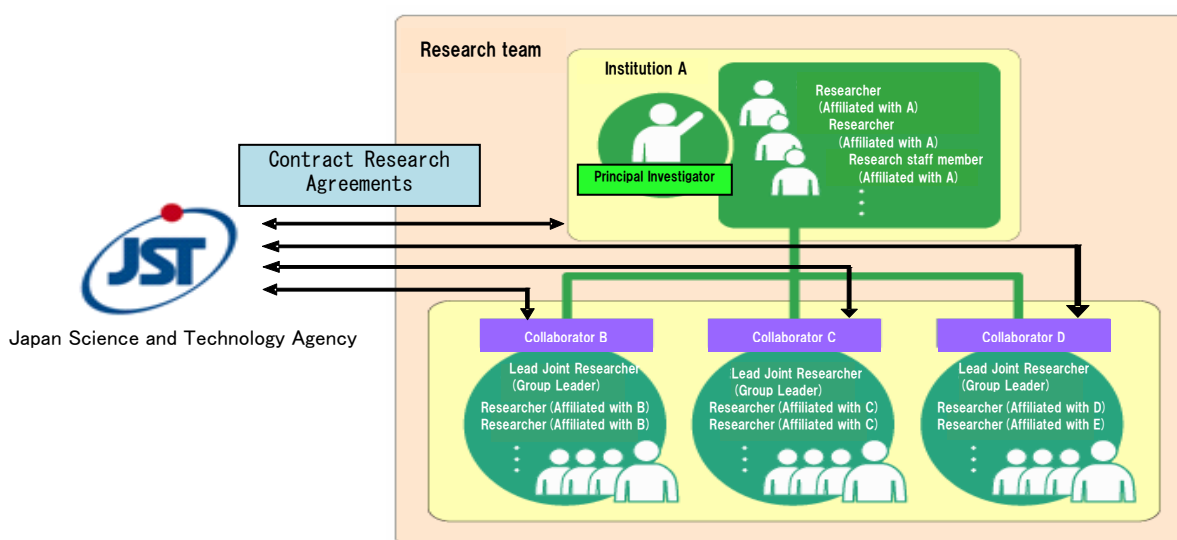 Research team
Institution A
Researcher
(Affiliated with A)
Researcher
(Affiliated with A)
Research staff member
(Affiliated with A)
Principal Investigator
Contract Research
Agreements
JST
Japan Science and Technology Agency
Collaborator B
Lead Joint Researcher
(Group Leader)
Researcher (Affiliated with B)
Researcher (Affiliated with B)
Collaborator C
Lead Joint Researcher
(Group Leader)
Researcher (Affiliated with C)
Researcher (Affiliated with C)
Collaborator D
Lead Joint Researcher
(Group Leader)
Researcher (Affiliated with D)
Researcher (Affiliated with E)